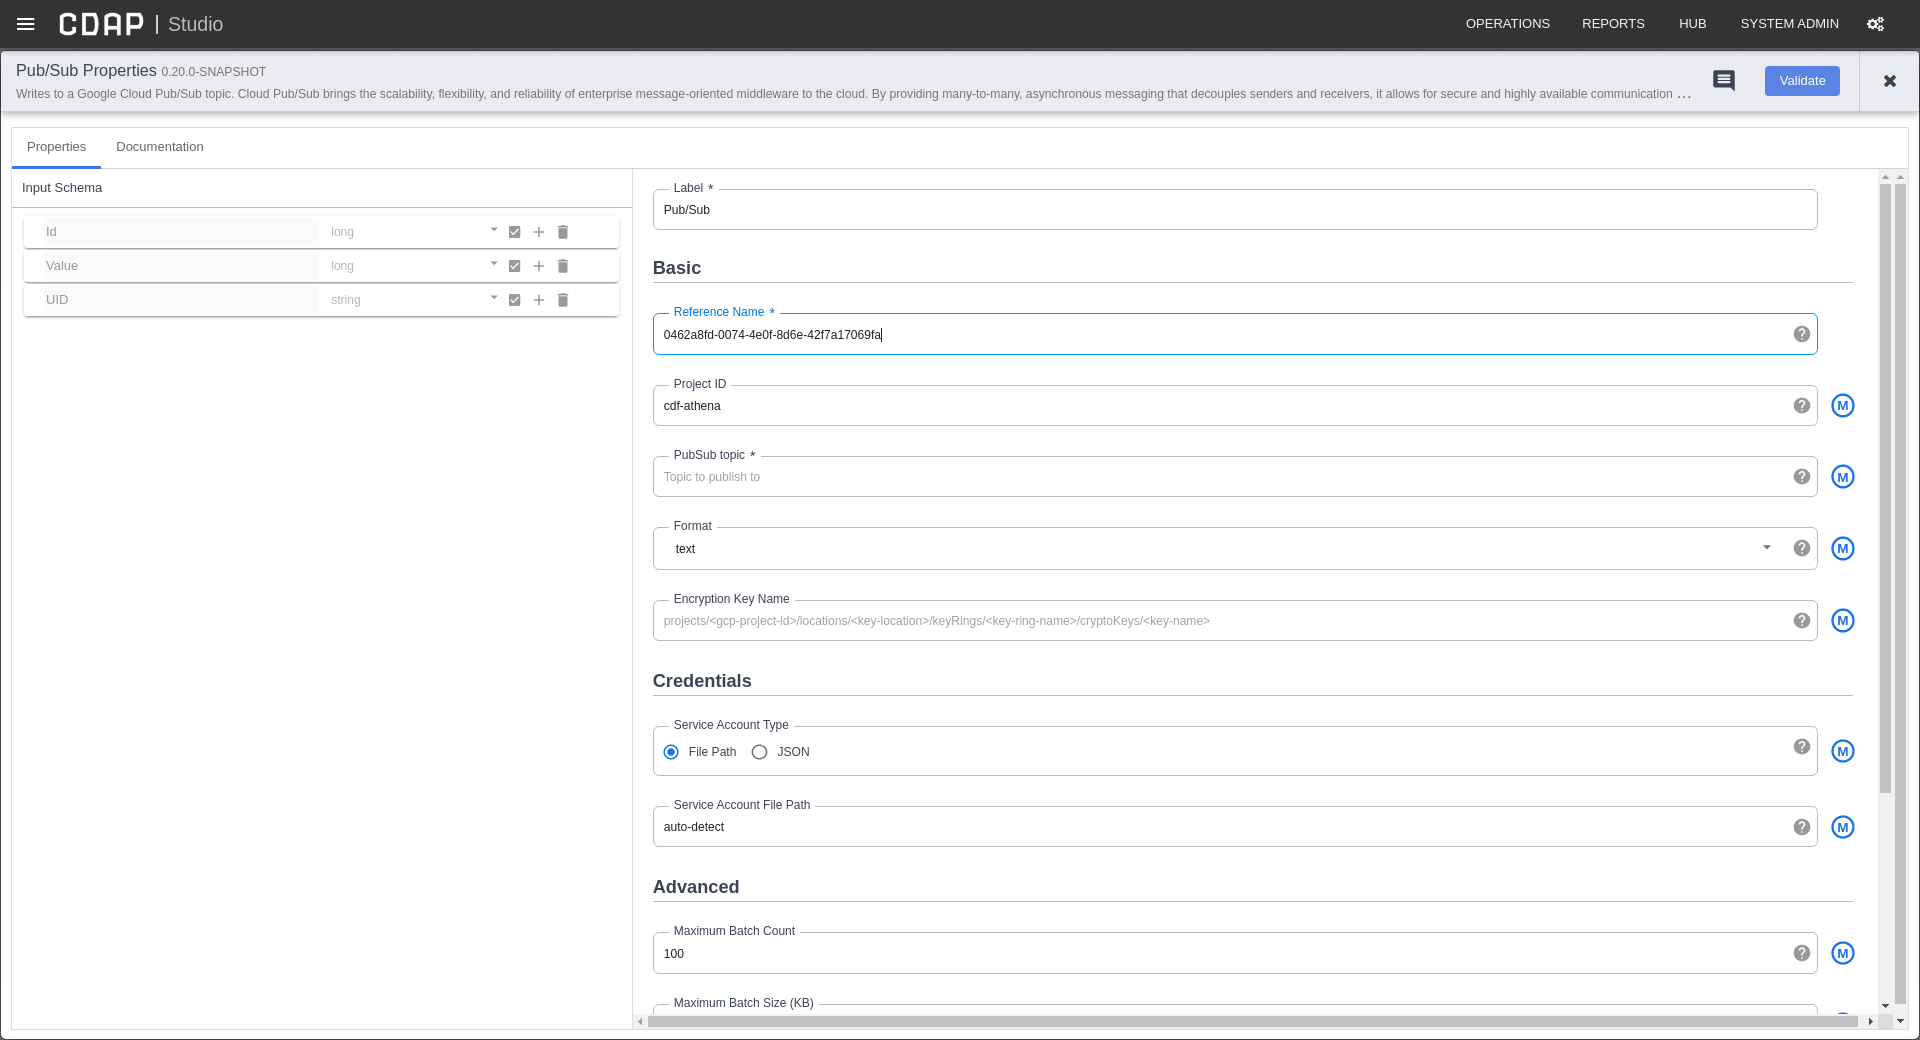 CDAP | Studio
OPERATIONS REPORTS HUB SYSTEM ADMIN
Pub/Sub Properties 0.20.0-SNAPSHOT
Writes to a Google Cloud Pub/Sub topic. Cloud Pub/Sub brings the scalability, flexibility, and reliability of enterprise message-oriented middleware to the cloud. By providing many-to-many, asynchronous messaging that decouples senders and receivers, it allows for secure and highly available communication ...
Validate
Properties Documentation
Input Schema
Id long
Value long
UID string
Label *
Pub/Sub
Basic
Reference Name *
0462a8fd-0074-4e0f-8d6e-42f7a17069fa
Project ID
cdf-athena
M
PubSub topic *
Topic to publish to
M
Format
text
M
Encryption Key Name
projects/<gcp-project-id>/locations/<key-location>/keyRings/<key-ring-name>/cryptoKeys/<key-name>
M
Credentials
Service Account Type
File Path JSON
M
Service Account File Path
auto-detect
M
Advanced
Maximum Batch Count
100
M
Maximum Batch Size (KB)